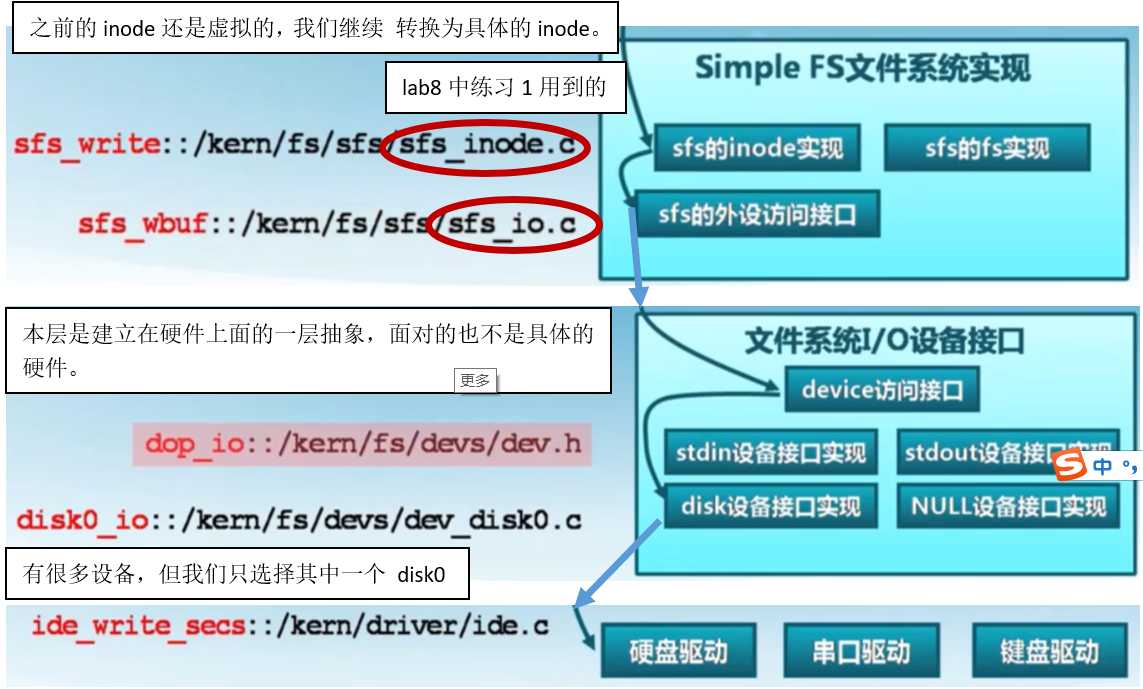 之前的 inode 还是虚拟的，我们继续 转换为具体的 inode。
Simple FS文件系统实现
lab8 中练习 1 用到的
sfs_write::/kern/fs/sfs/sfs_inode.c
sfs的inode实现
sfs的fs实现
sfs_wbuf::/kern/fs/sfs/sfs_io.c
sfs的外设访问接口
本层是建立在硬件上面的一层抽象，面对的也不是具体的
硬件。
更多
文件系统I/O设备接口
device访问接口
dop_io::/kern/fs/devs/dev.h
stdin设备接口实现
stdout设备接口实现
中 °,
disk0_io::/kern/fs/devs/dev_disk0.c
disk设备接口实现
NULL设备接口实现
有很多设备，但我们只选择其中一个 disk0
ide_write_secs::/kern/driver/ide.c
硬盘驱动
串口驱动
键盘驱动